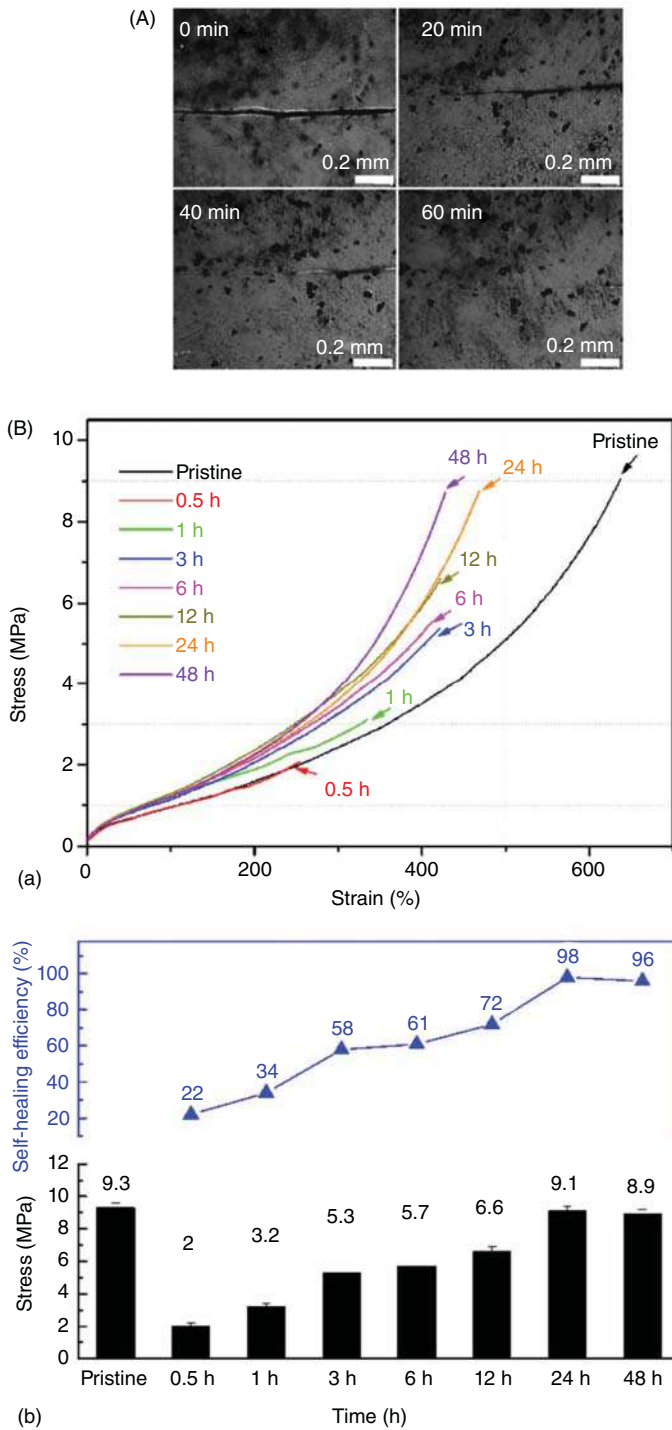 (A)
0 min
20 min
0.2 mm
0.2 mm
40 min
60 min
0.2 mm
0.2 mm
(B)
10
8
6
4
2
0
Stress (MPa)
Pristine
0.5 h
1 h
3 h
6 h
12 h
24 h
48 h
48 h
24 h
Pristine
12 h
6 h
3 h
1 h
0.5 h
0
200
400
600
Strain (%)
(a)
Self-healing efficiency (%)
100
80
60
40
20
22
34
58
61
72
98
96
Stress (MPa)
12
10
8
6
4
2
0
9.3
2
3.2
5.3
5.7
6.6
9.1
8.9
Pristine
0.5 h
1 h
3 h
6 h
12 h
24 h
48 h
(b)
Time (h)